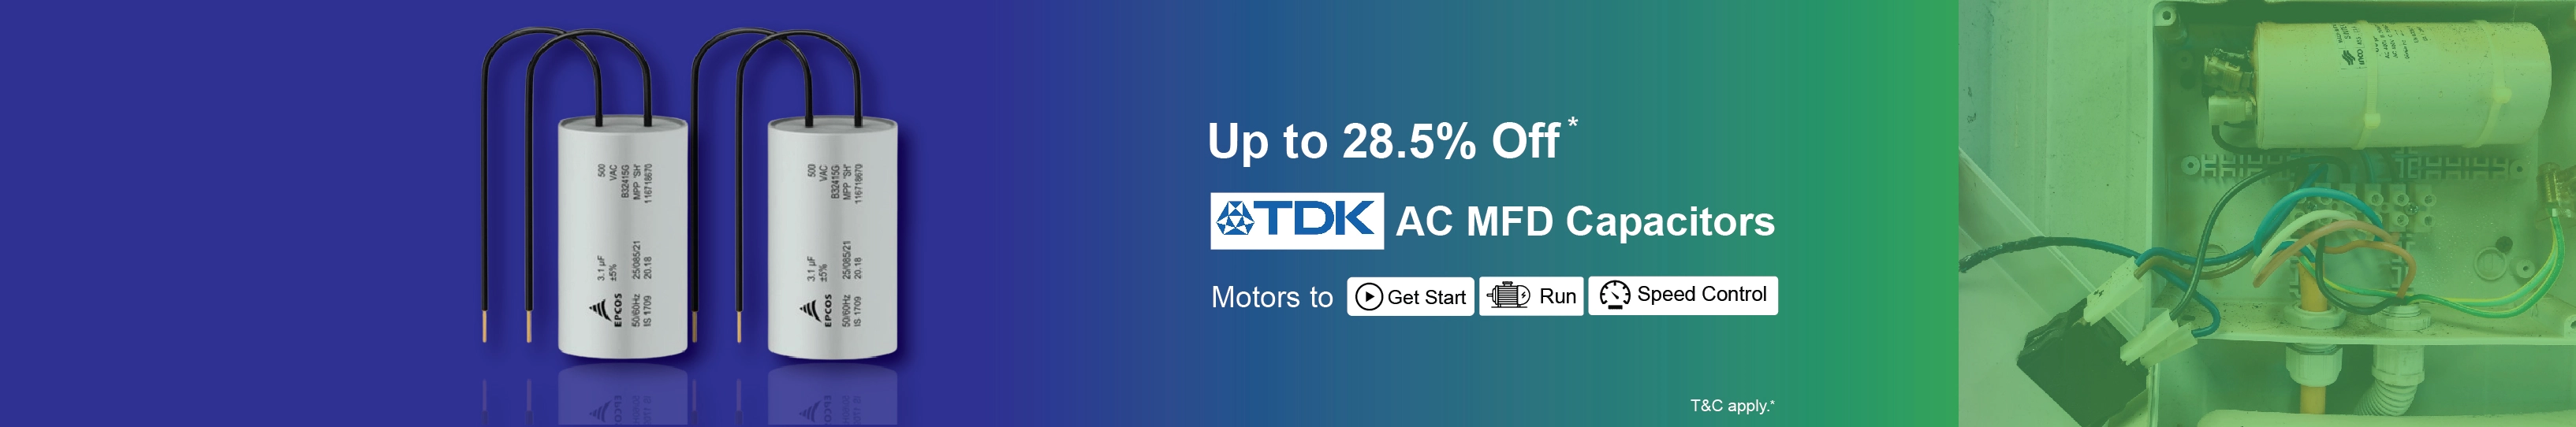 Up to 28.5% Off*
TDK AC MFD Capacitors
Motors to Get Start Run Speed Control
T&C apply.*
500
VAC
B32415G
MPP "SH"
116718670
3.1 µF
±5%
25/085/21
20.18
EPCOS
50/60Hz
IS 1709
500
VAC
B32415G
MPP "SH"
116718670
3.1 µF
±5%
25/085/21
20.18
EPCOS
50/60Hz
IS 1709